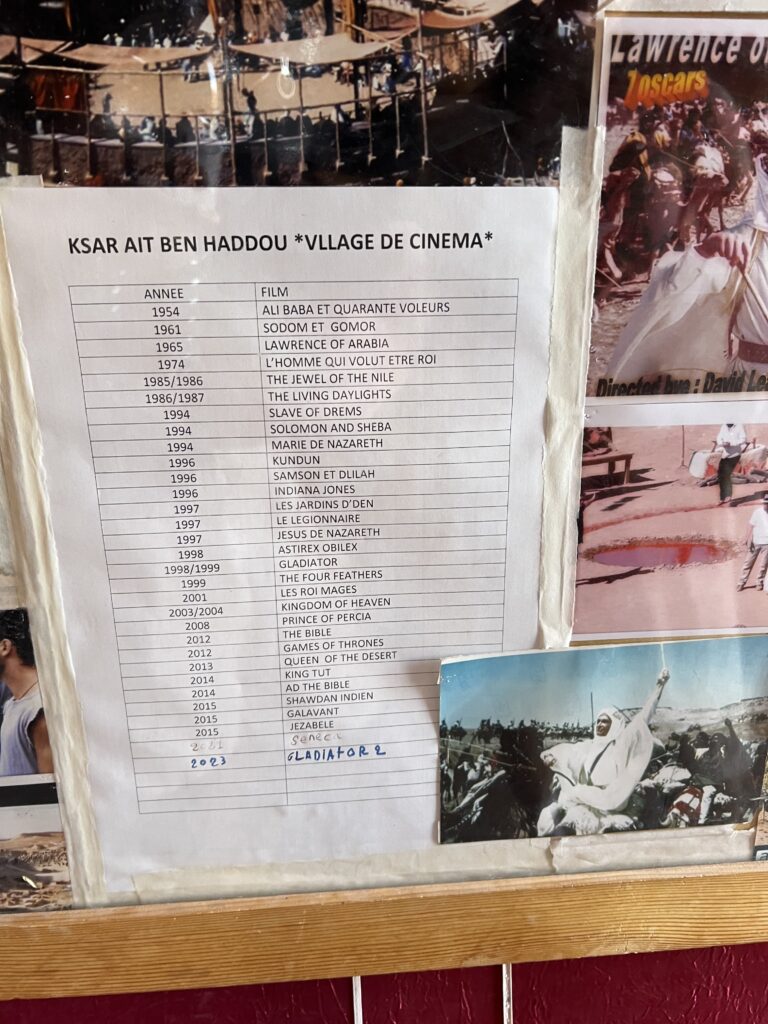 Lawrence o
7oscars
KSAR AIT BEN HADDOU *VLLAGE DE CINEMA*
ANNEE FILM
1954 ALI BABA ET QUARANTE VOLEURS
1961 SODOM ET GOMOR
1965 LAWRENCE OF ARABIA
1974 L'HOMME QUI VOLUT ETRE ROI
1985/1986 THE JEWEL OF THE NILE
1986/1987 THE LIVING DAYLIGHTS
1994 SLAVE OF DREMS
1994 SOLOMON AND SHEBA
1994 MARIE DE NAZARETH
1996 KUNDUN
1996 SAMSON ET DLILAH
1996 INDIANA JONES
1997 LES JARDINS D'DEN
1997 LE LEGIONNAIRE
1997 JESUS DE NAZARETH
1998 ASTIREX OBILEX
1998/1999 GLADIATOR
1999 THE FOUR FEATHERS
2001 LES ROI MAGES
2003/2004 KINGDOM OF HEAVEN
2008 PRINCE OF PERCIA
2012 THE BIBLE
2012 GAMES OF THRONES
2013 QUEEN OF THE DESERT
2014 KING TUT
2014 AD THE BIBLE
2015 SHAWDAN INDIEN
2015 GALAVANT
2015 JEZABELE
2021 Seneca
2023 GLADIATOR 2
Directed bye : David Lea